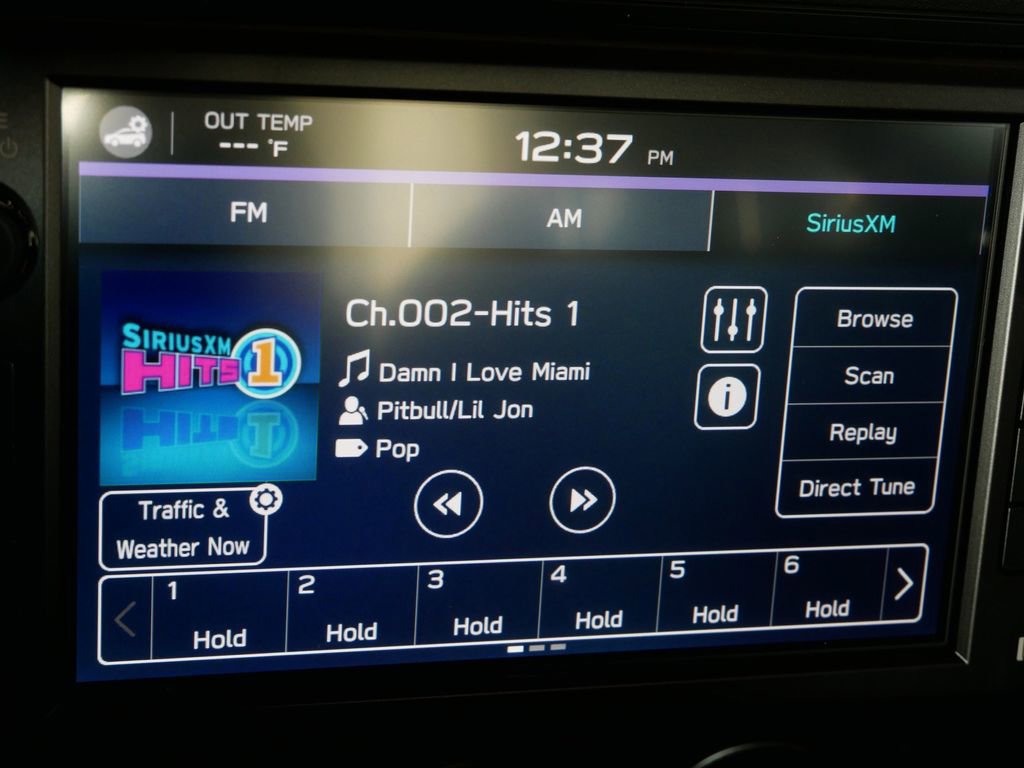 OUT TEMP
--- °F
12:37 PM
FM
AM
SiriusXM
SIRIUSXM
HITS 1
Ch.002-Hits 1
Damn I Love Miami
Pitbull/Lil Jon
Pop
Browse
Scan
Replay
Direct Tune
Traffic &
Weather Now
1
Hold
2
Hold
3
Hold
4
Hold
5
Hold
6
Hold